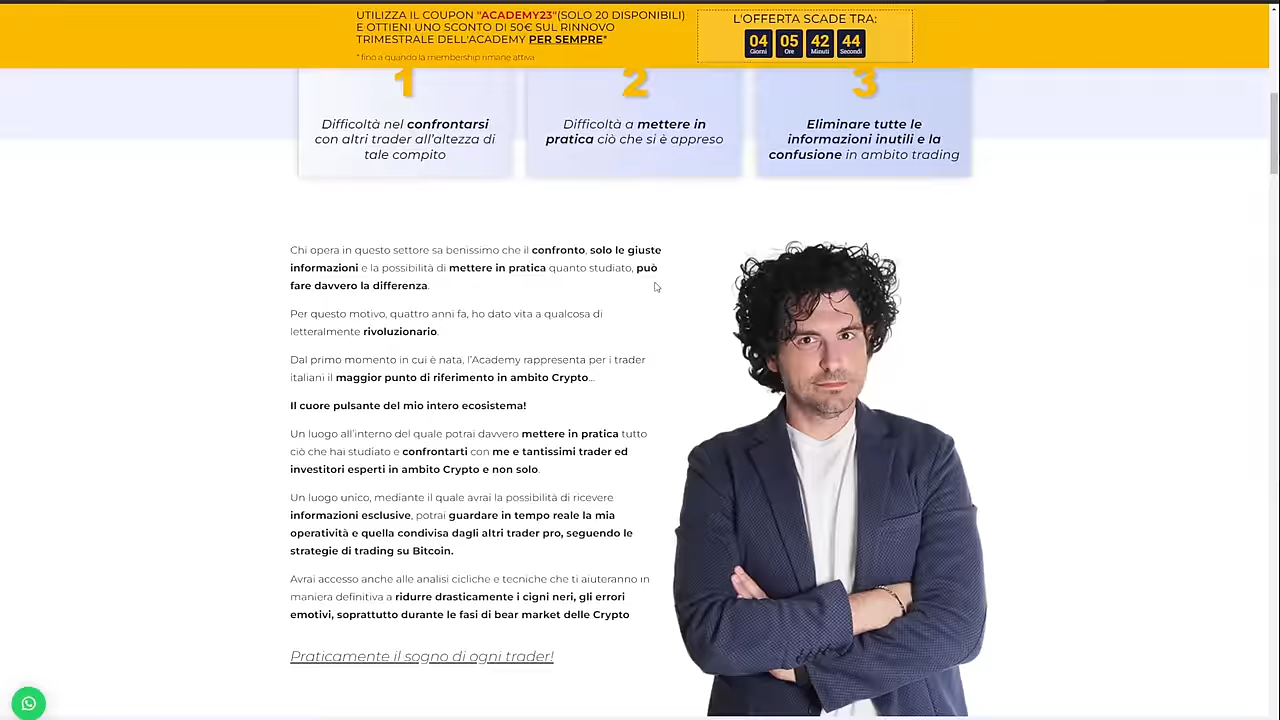 UTILIZZA IL COUPON "ACADEMY23"(SOLO 20 DISPONIBILI)
E OTTIENI UNO SCONTO DI 50€ SUL RINNOVO
TRIMESTRALE DELL'ACADEMY PER SEMPRE*
* fino a quando la membership rimane attiva
L'OFFERTA SCADE TRA:
04 05 42 44
Giorni Ore Minuti Secondi
1
Difficoltà nel confrontarsi
con altri trader all'altezza di
tale compito
2
Difficoltà a mettere in
pratica ciò che si è appreso
3
Eliminare tutte le
informazioni inutili e la
confusione in ambito trading
Chi opera in questo settore sa benissimo che il confronto, solo le giuste
informazioni e la possibilità di mettere in pratica quanto studiato, può
fare davvero la differenza.
Per questo motivo, quattro anni fa, ho dato vita a qualcosa di
letteralmente rivoluzionario.
Dal primo momento in cui è nata, l'Academy rappresenta per i trader
italiani il maggior punto di riferimento in ambito Crypto...
Il cuore pulsante del mio intero ecosistema!
Un luogo all'interno del quale potrai davvero mettere in pratica tutto
ciò che hai studiato e confrontarti con me e tantissimi trader ed
investitori esperti in ambito Crypto e non solo.
Un luogo unico, mediante il quale avrai la possibilità di ricevere
informazioni esclusive, potrai guardare in tempo reale la mia
operatività e quella condivisa dagli altri trader pro, seguendo le
strategie di trading su Bitcoin.
Avrai accesso anche alle analisi cicliche e tecniche che ti aiuteranno in
maniera definitiva a ridurre drasticamente i cigni neri, gli errori
emotivi, soprattutto durante le fasi di bear market delle Crypto
Praticamente il sogno di ogni trader!